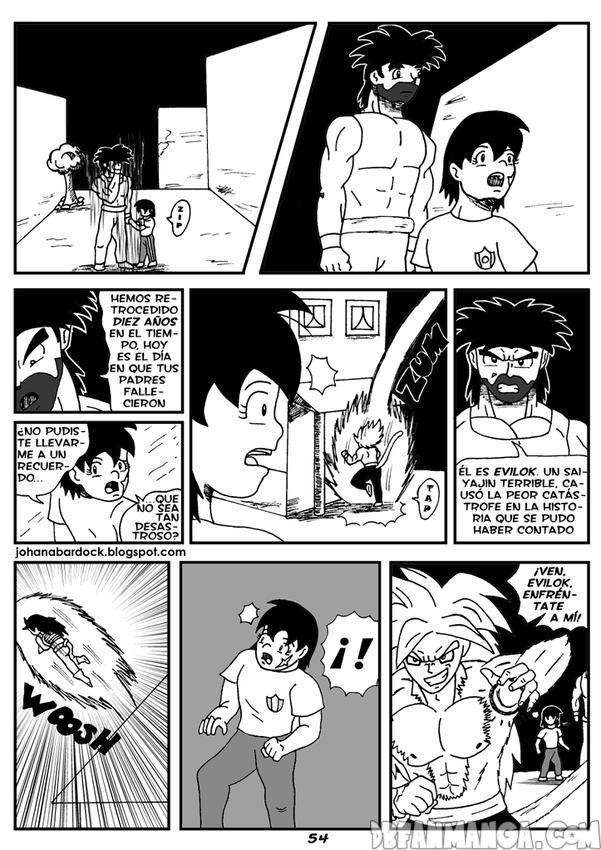 ZIP
HEMOS RE-
TROCEDIDO
DIEZ AÑOS
EN EL TIEM-
PO, HOY
ES EL DÍA
EN QUE TUS
PADRES
FALLE-
CIERON
¿NO PUDIS-
TE LLEVAR-
ME A UN
RECUER-
DO...
...QUE
NO SEA
TAN
DESAS-
TROSO?
johanabardock.blogspot.com
ZUM
TAP
ÉL ES EVILOK. UN SAI-
YAJIN TERRIBLE, CAU-
SÓ LA PEOR CATÁS-
TROFE EN LA HISTO-
RIA QUE SE PUDO
HABER CONTADO
WOOSH
¡!
¡VEN,
EVILOK,
ENFRÉN-
TATE
A MÍ!
54
DBFANMANGA.COM